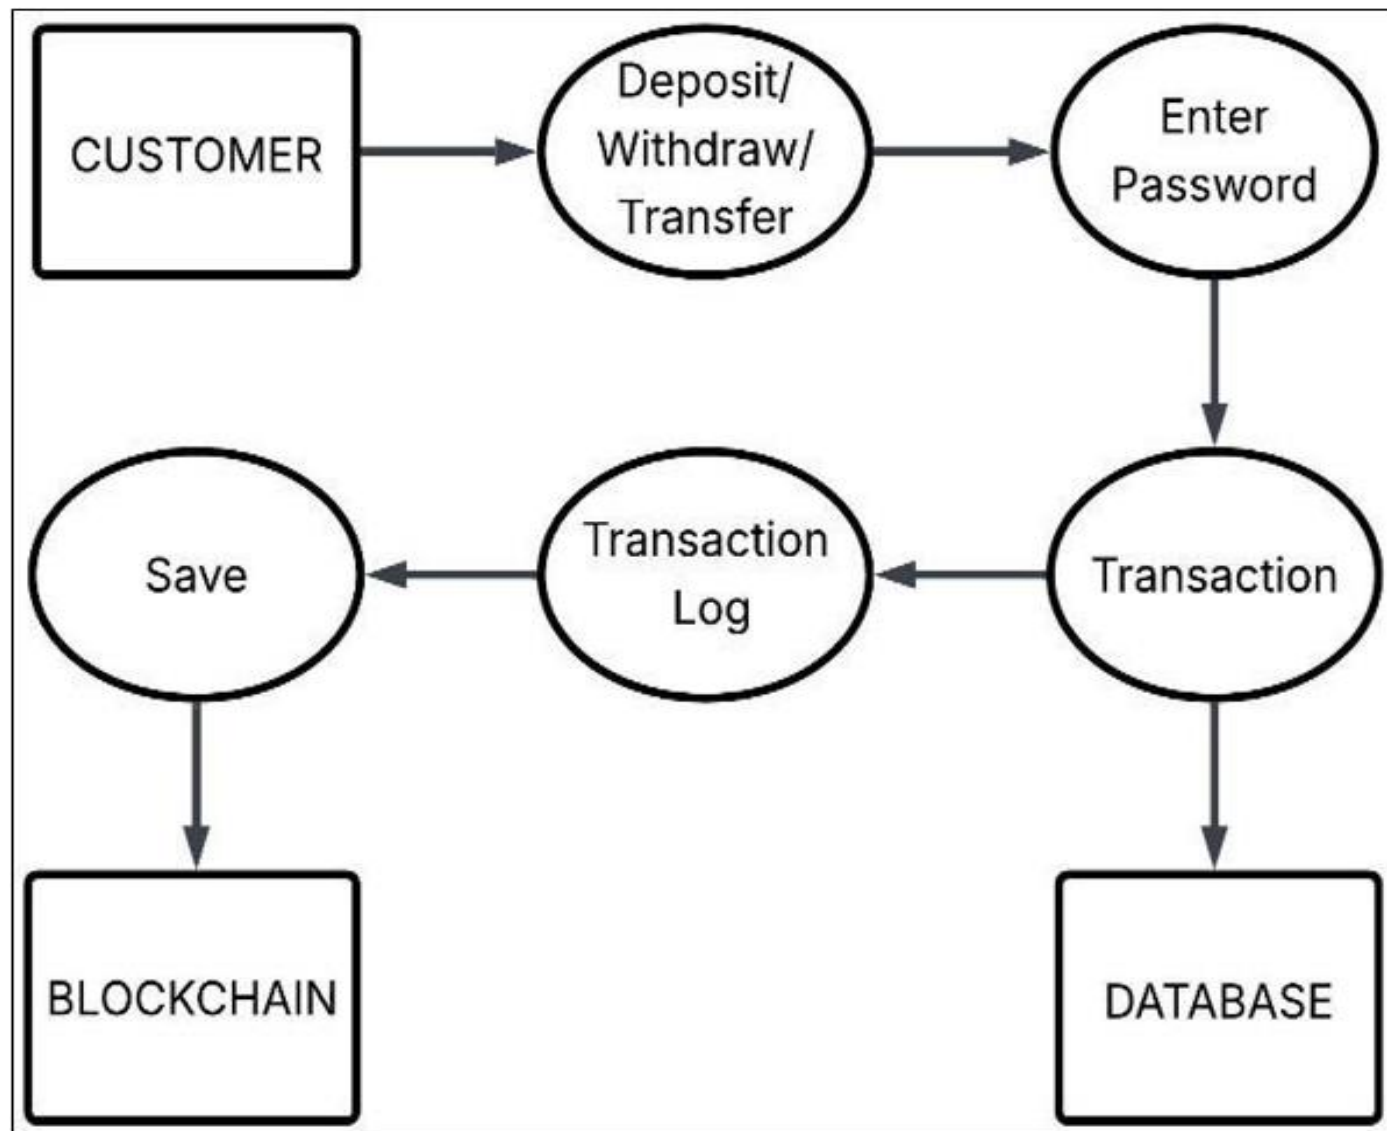 CUSTOMER
Deposit/
Withdraw/
Transfer
Enter
Password
Save
Transaction
Log
Transaction
BLOCKCHAIN
DATABASE